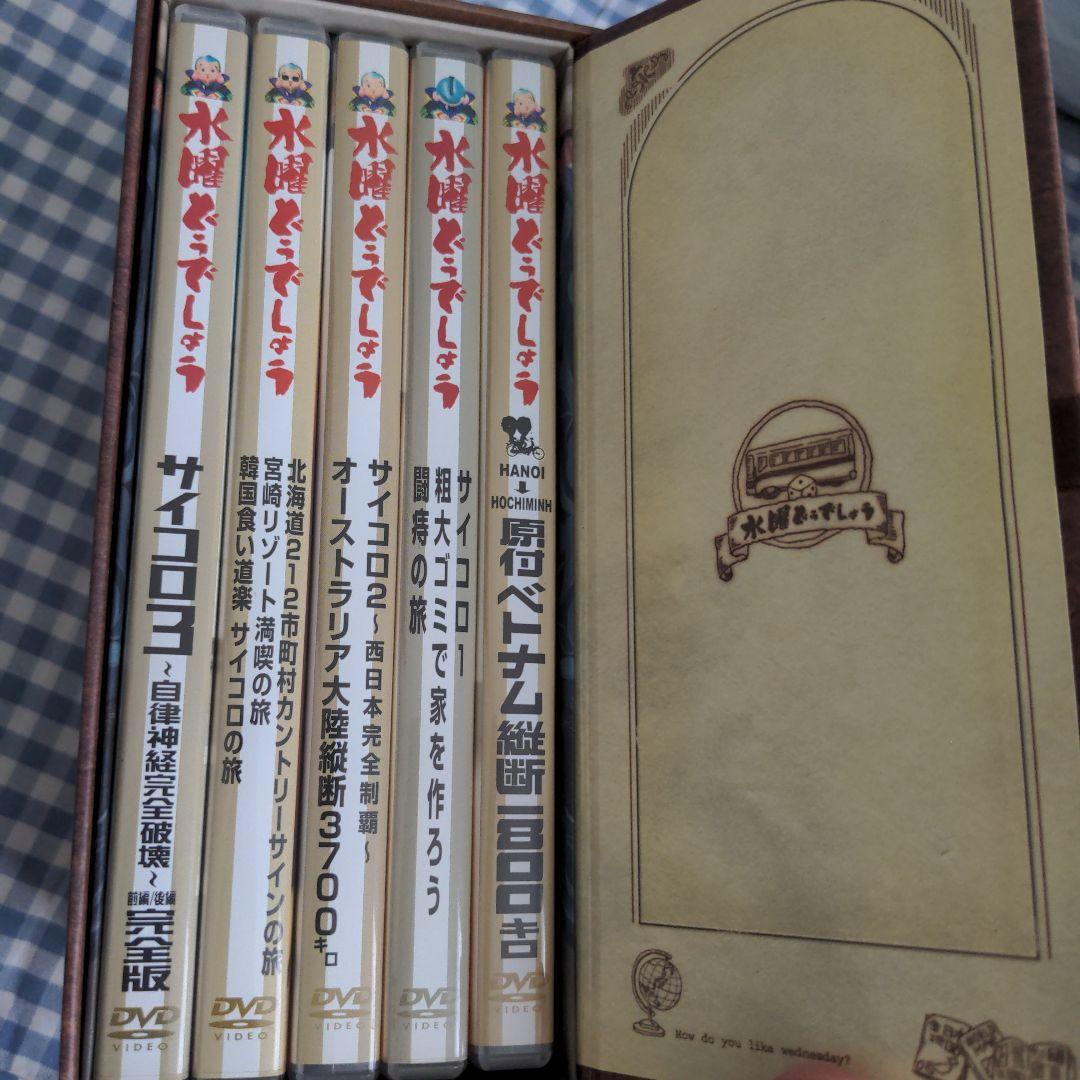 水曜どうでしょう
サイコロ3
～自律神経完全破壊～
前編/後編
完全版
DVD
VIDEO
水曜どうでしょう
北海道212市町村カントリーサインの旅
宮崎リゾート満喫の旅
韓国食い道楽 サイコロの旅
DVD
VIDEO
水曜どうでしょう
サイコロ2～西日本完全制覇～
オーストラリア大陸縦断3700キロ
DVD
VIDEO
水曜どうでしょう
サイコロ1
粗大ゴミで家を作ろう
闘痔の旅
DVD
VIDEO
水曜どうでしょう
HANOI
HOCHIMINH
原付ベトナム縦断1800キロ
DVD
VIDEO
水曜どうでしょう
How do you like wednesday?